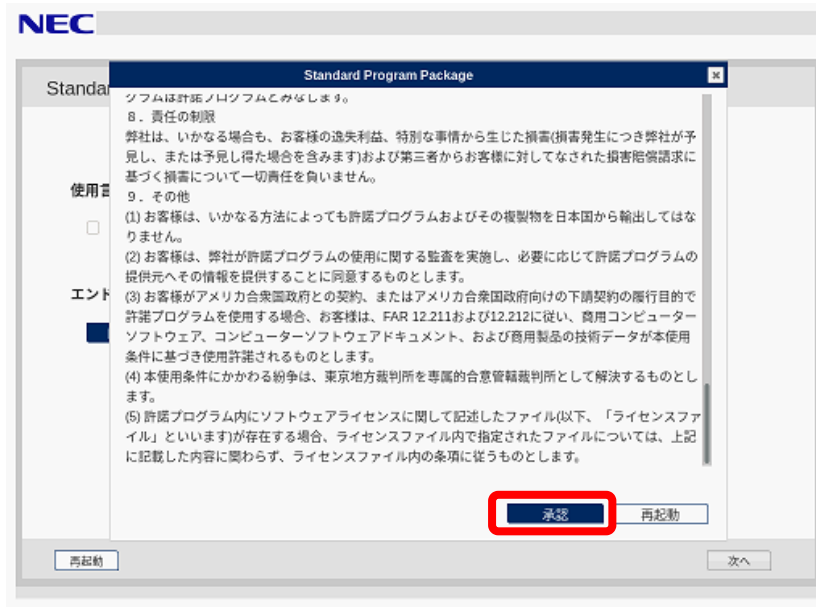 NEC
Standard Program Package
Standa
グラムは許諾プログラムとみなします。
８．責任の制限
弊社は、いかなる場合も、お客様の逸失利益、特別な事情から生じた損害(損害発生につき弊社が予
見し、または予見し得た場合を含みます)および第三者からお客様に対してなされた損害賠償請求に
基づく損害について一切責任を負いません。
９．その他
(1) お客様は、いかなる方法によっても許諾プログラムおよびその複製物を日本国から輸出してはな
りません。
(2) お客様は、弊社が許諾プログラムの使用に関する監査を実施し、必要に応じて許諾プログラムの
提供元へその情報を提供することに同意するものとします。
(3) お客様がアメリカ合衆国政府との契約、またはアメリカ合衆国政府向けの下請契約の履行目的で
許諾プログラムを使用する場合、お客様は、FAR 12.211および12.212に従い、商用コンピューター
ソフトウェア、コンピューターソフトウェアドキュメント、および商用製品の技術データが本使用
条件に基づき使用許諾されるものとします。
(4) 本使用条件にかかわる紛争は、東京地方裁判所を専属的合意管轄裁判所として解決するものとし
ます。
(5) 許諾プログラム内にソフトウェアライセンスに関して記述したファイル(以下、「ライセンスファ
イル」といいます)が存在する場合、ライセンスファイル内で指定されたファイルについては、上記
に記載した内容に関わらず、ライセンスファイル内の条項に従うものとします。
使用言
エンド
承認
再起動
再起動
次へ